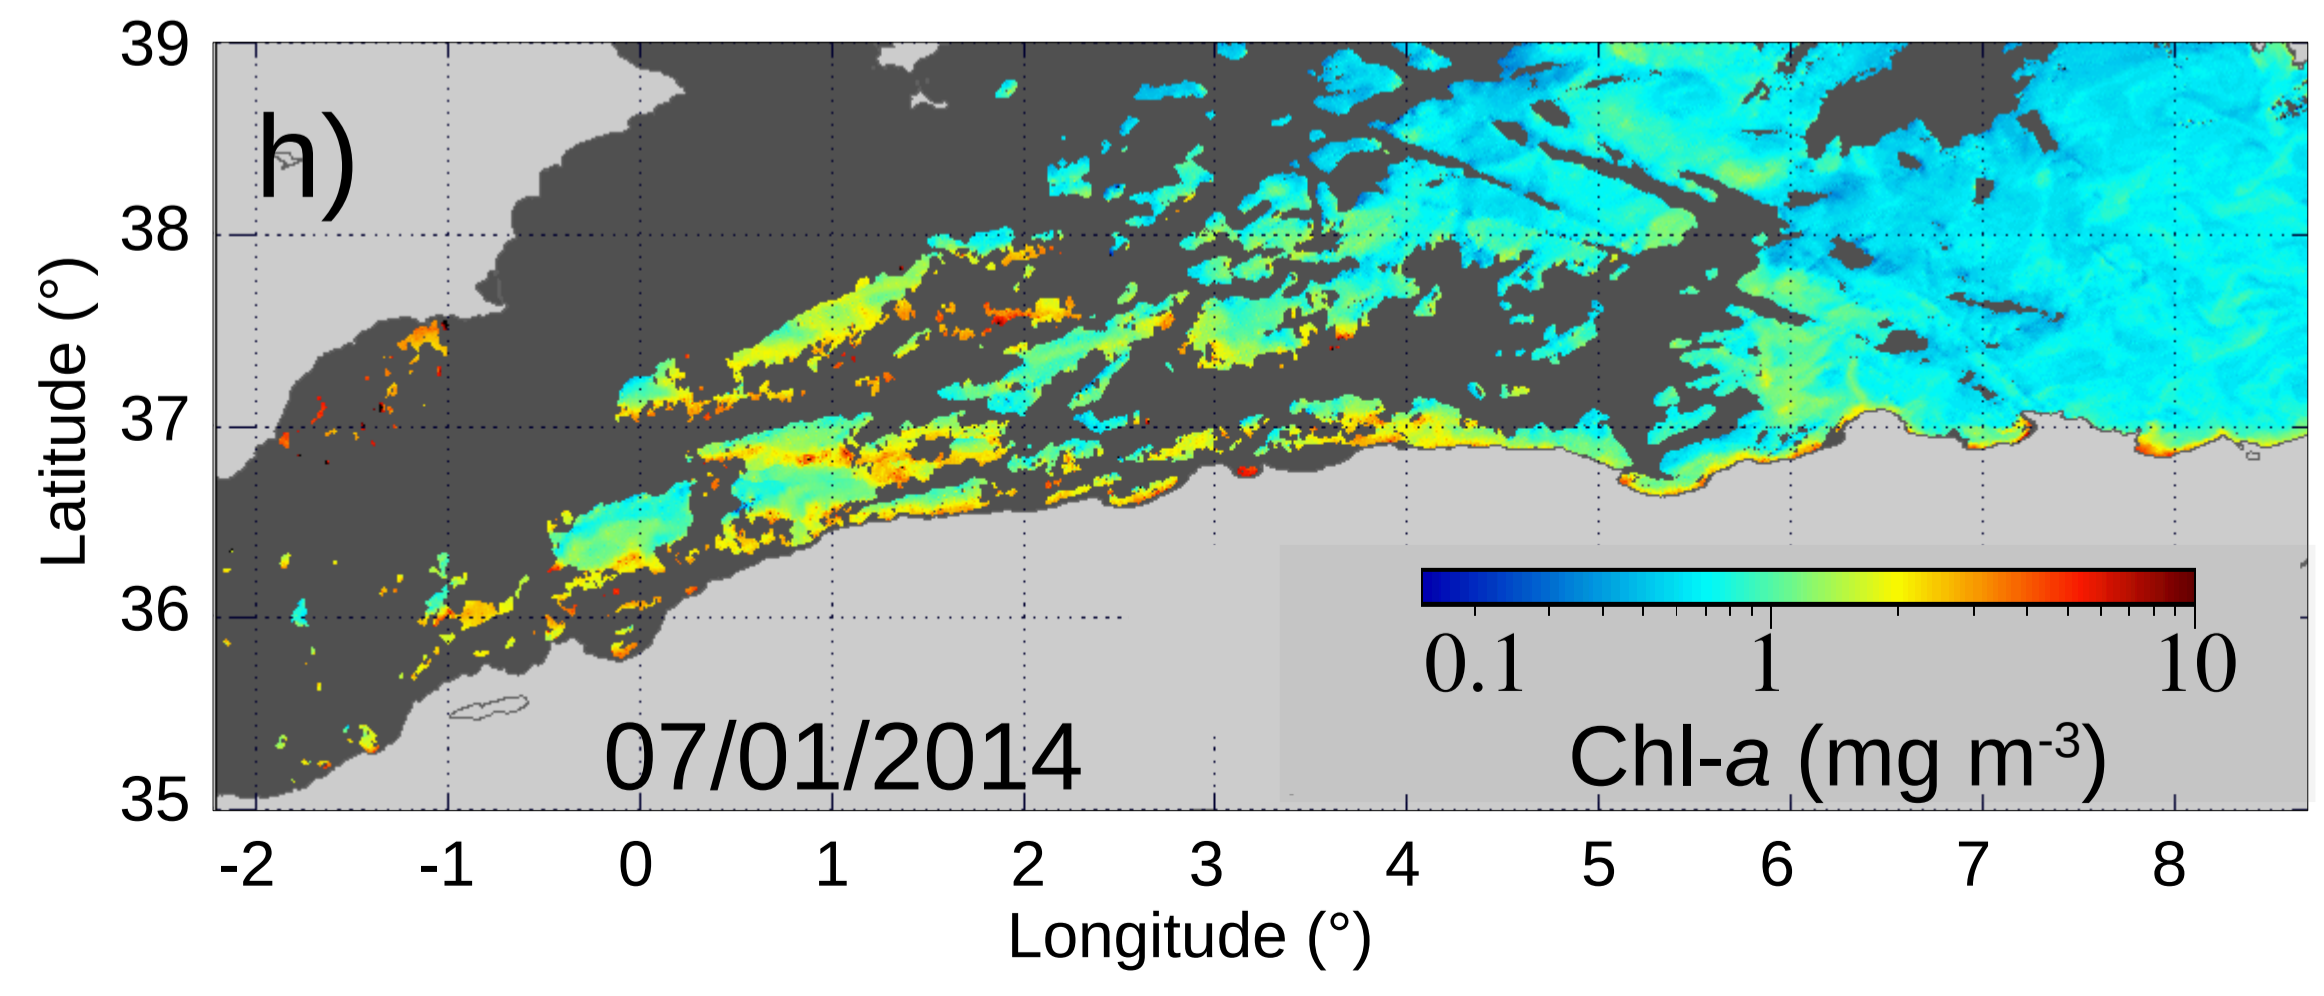 39
h)
38
37
36
35
Latitude (°)
0.1 1 10
Chl-a (mg m-3)
07/01/2014
-2 -1 0 1 2 3 4 5 6 7 8
Longitude (°)